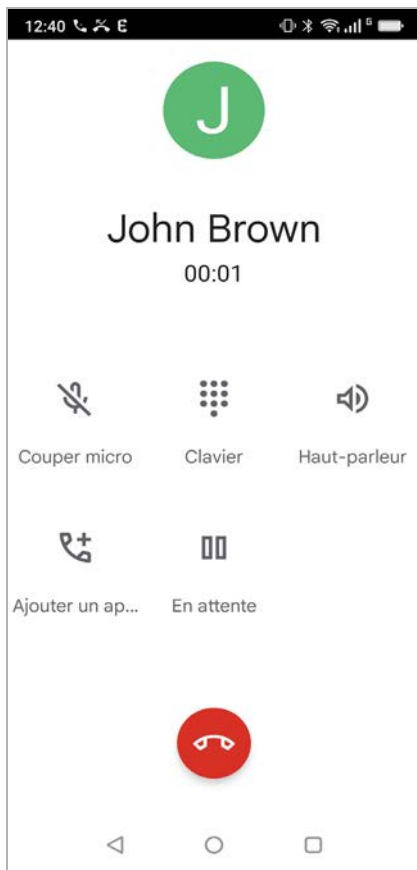 12:40
J
John Brown
00:01
Couper micro Clavier Haut-parleur
Ajouter un ap... En attente